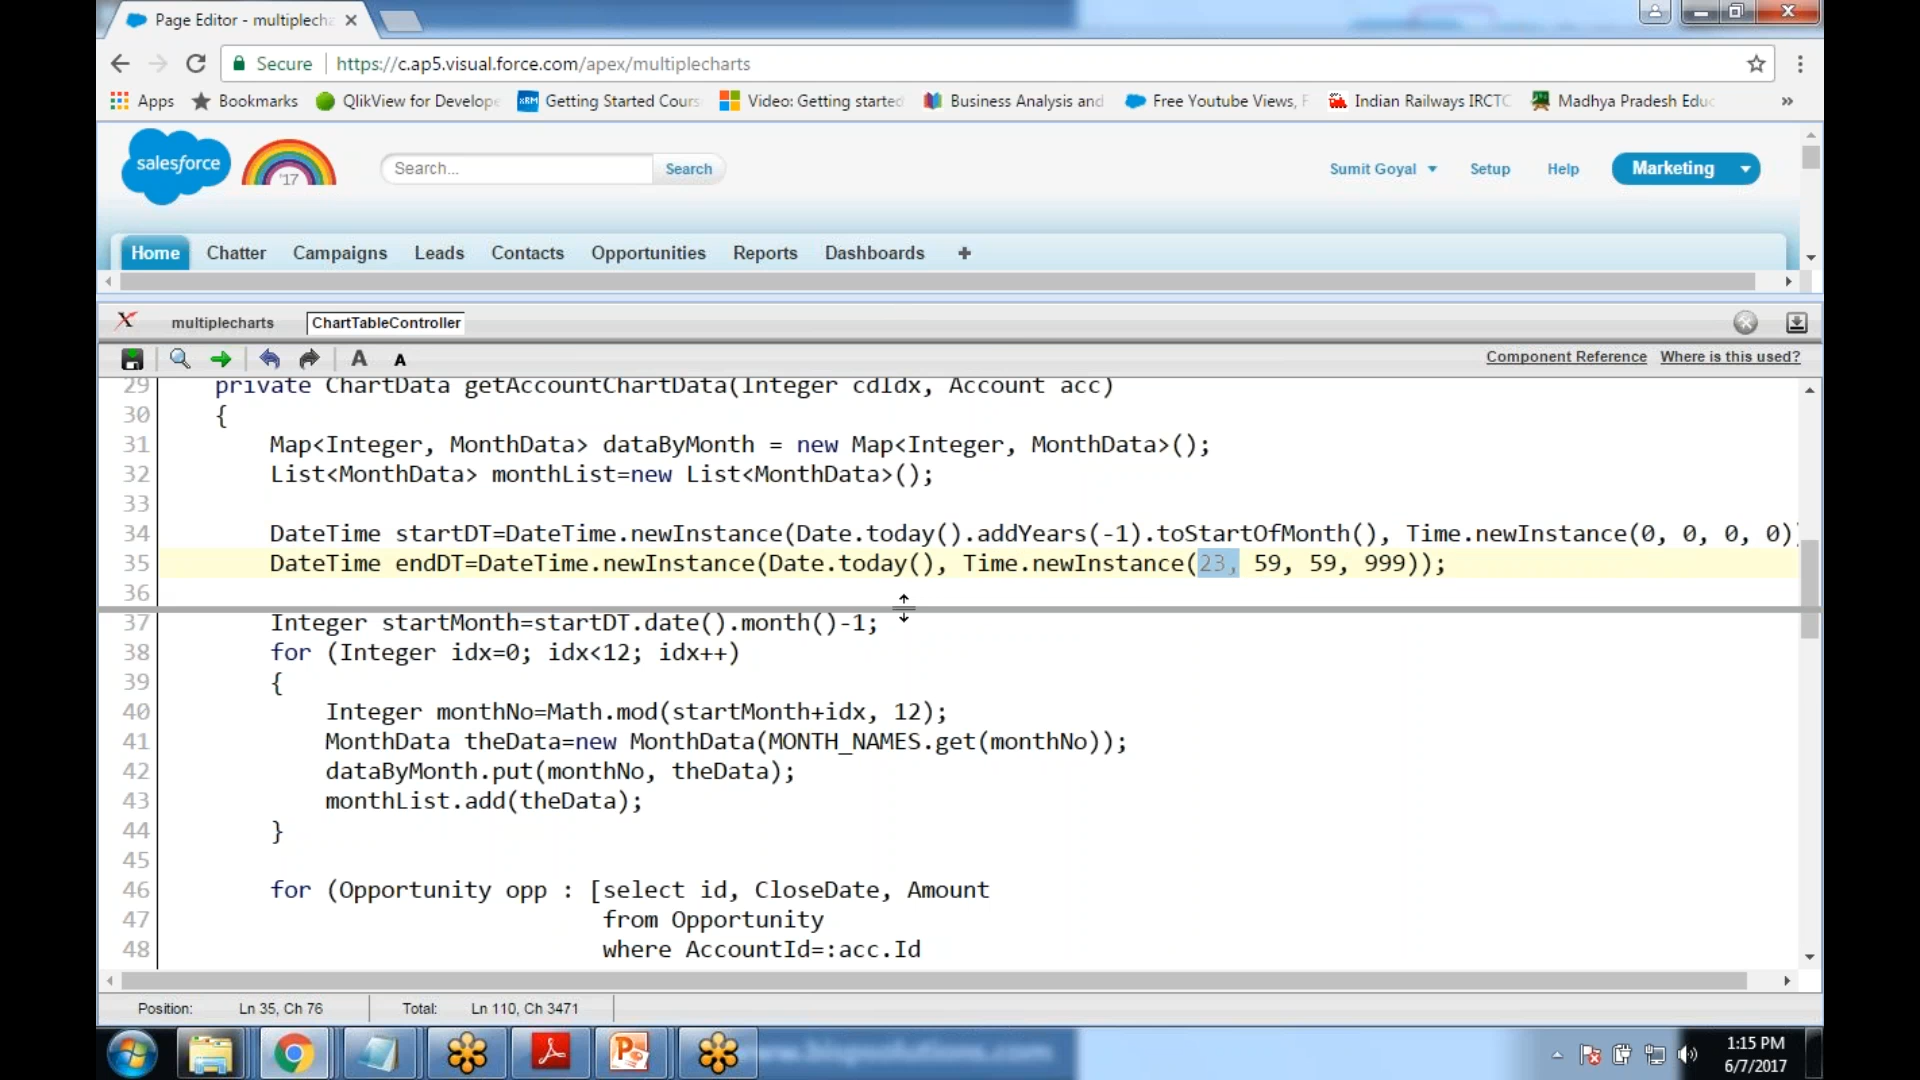 Page Editor - multiplech
Secure
https://c.ap5.visual.force.com/apex/multiplecharts
Apps
Bookmarks
QlikView for Develope
Getting Started Cours
Video: Getting started
Business Analysis and
Free Youtube Views, F
Indian Railways IRCTC
Madhya Pradesh Edu
»
salesforce
'17
Search...
Search
Sumit Goyal
Setup
Help
Marketing
Home
Chatter
Campaigns
Leads
Contacts
Opportunities
Reports
Dashboards
+
multiplecharts
ChartTableController
A
A
Component Reference
Where is this used?
29 private ChartData getAccountChartData(Integer cdIdx, Account acc)
30 {
31 Map<Integer, MonthData> dataByMonth = new Map<Integer, MonthData>();
32 List<MonthData> monthList=new List<MonthData>();
33
34 DateTime startDT=DateTime.newInstance(Date.today().addYears(-1).toStartOfMonth(), Time.newInstance(0, 0, 0, 0)
35 DateTime endDT=DateTime.newInstance(Date.today(), Time.newInstance(23, 59, 59, 999));
36
37 Integer startMonth=startDT.date().month()-1;
38 for (Integer idx=0; idx<12; idx++)
39 {
40 Integer monthNo=Math.mod(startMonth+idx, 12);
41 MonthData theData=new MonthData(MONTH_NAMES.get(monthNo));
42 dataByMonth.put(monthNo, theData);
43 monthList.add(theData);
44 }
45
46 for (Opportunity opp : [select id, CloseDate, Amount
47 from Opportunity
48 where AccountId=:acc.Id
Position:
Ln 35, Ch 76
Total:
Ln 110, Ch 3471
1:15 PM
6/7/2017